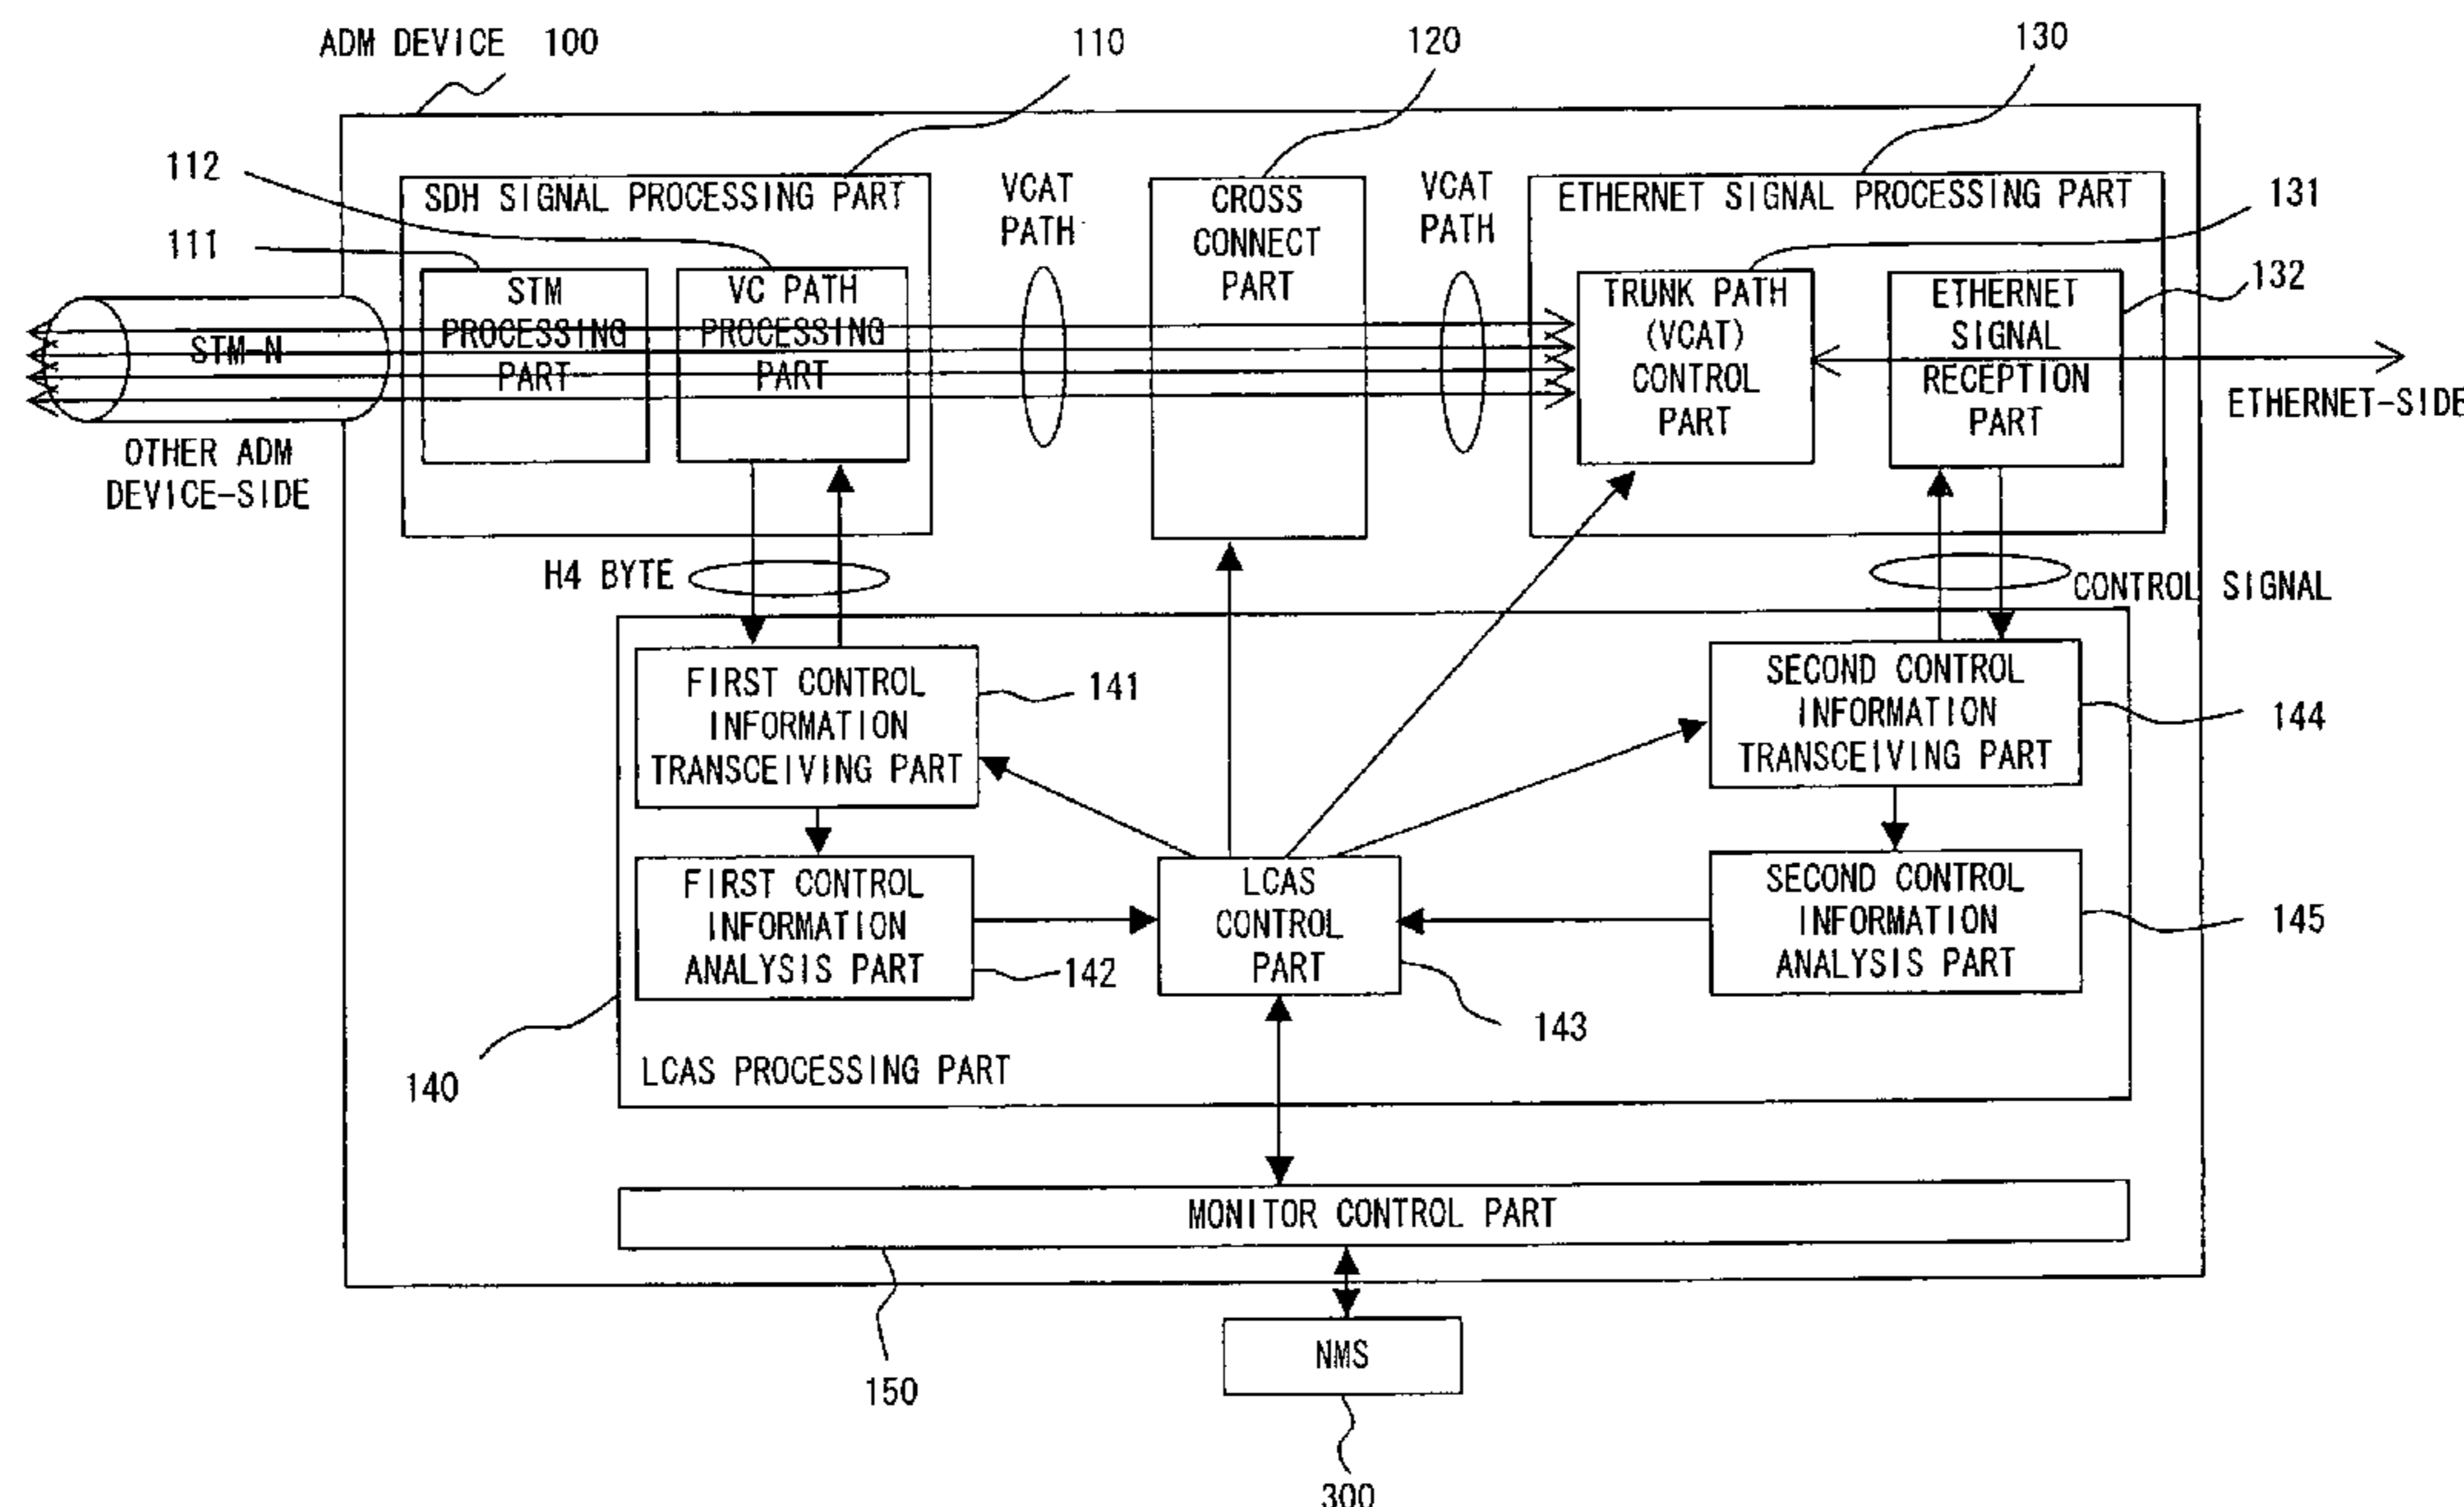 ADM DEVICE 100
110
120
130
112
111
SDH SIGNAL PROCESSING PART
VCAT
PATH
CROSS
CONNECT
PART
VCAT
PATH
ETHERNET SIGNAL PROCESSING PART
131
132
STM
PROCESSING
PART
VC PATH
PROCESSING
PART
TRUNK PATH
(VCAT)
CONTROL
PART
ETHERNET
SIGNAL
RECEPTION
PART
STM-N
ETHERNET-SIDE
OTHER ADM
DEVICE-SIDE
H4 BYTE
CONTROL SIGNAL
FIRST CONTROL
INFORMATION
TRANSCEIVING PART
141
SECOND CONTROL
INFORMATION
TRANSCEIVING PART
144
FIRST CONTROL
INFORMATION
ANALYSIS PART
142
LCAS
CONTROL
PART
143
SECOND CONTROL
INFORMATION
ANALYSIS PART
145
140
LCAS PROCESSING PART
MONITOR CONTROL PART
150
NMS
300